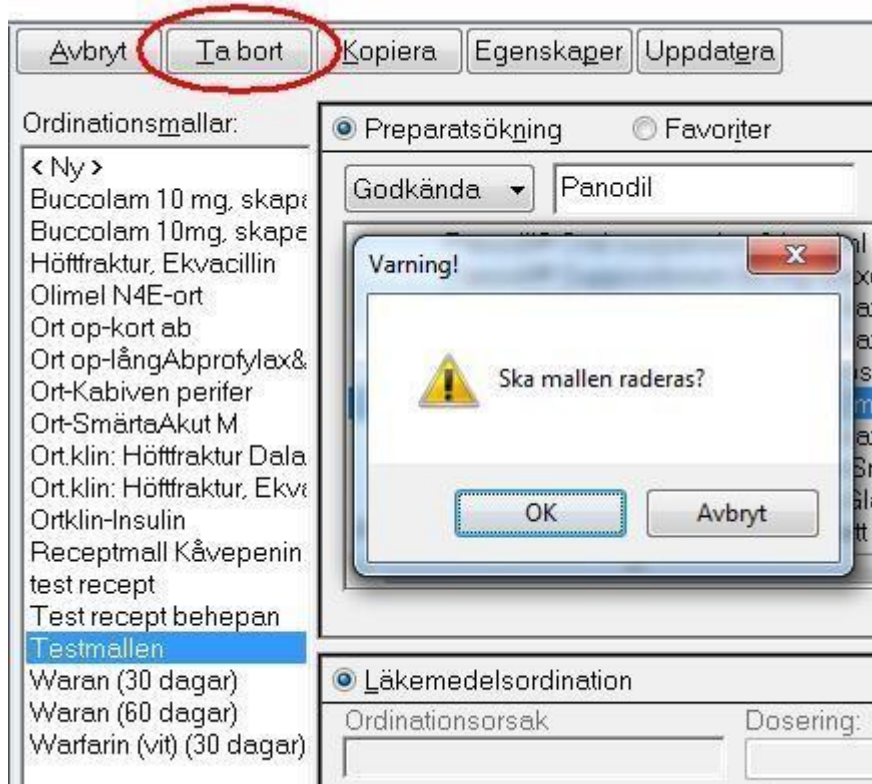 Avbryt Ta bort Kopiera Egenskaper Uppdatera
Ordinationsmallar:
< Ny >
Buccolam 10 mg, skapa
Buccolam 10mg, skapa
Höftfraktur, Ekvacillin
Olimel N4E-ort
Ort op-kort ab
Ort op-långAbprofylax&
Ort-Kabiven perifer
Ort-SmärtaAkut M
Ort.klin: Höftfraktur Dala
Ort.klin: Höftfraktur, Ekva
Ortklin-Insulin
Receptmall Kåvepenin
test recept
Test recept behepan
Testmallen
Waran (30 dagar)
Waran (60 dagar)
Warfarin (vit) (30 dagar)
Preparatsökning Favoriter
Godkända Panodil
Varning!
Ska mallen raderas?
OK Avbryt
Läkemedelsordination
Ordinationsorsak Dosering: